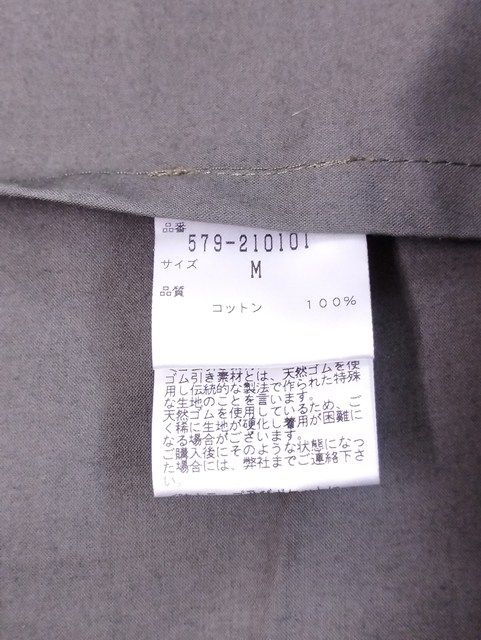 品番
579-210101
サイズ
M
品質
コットン 100%
ゴム引き素材とは、天然ゴムを使
用し伝統的な製法で作られた特殊
な生地のことを言います。
天然ゴムを使用しているため、ご
く稀に生地が硬化し着用が困難に
なる場合がございます。
ご購入後にそのような状態になっ
た場合には、弊社までご連絡下さ
い。